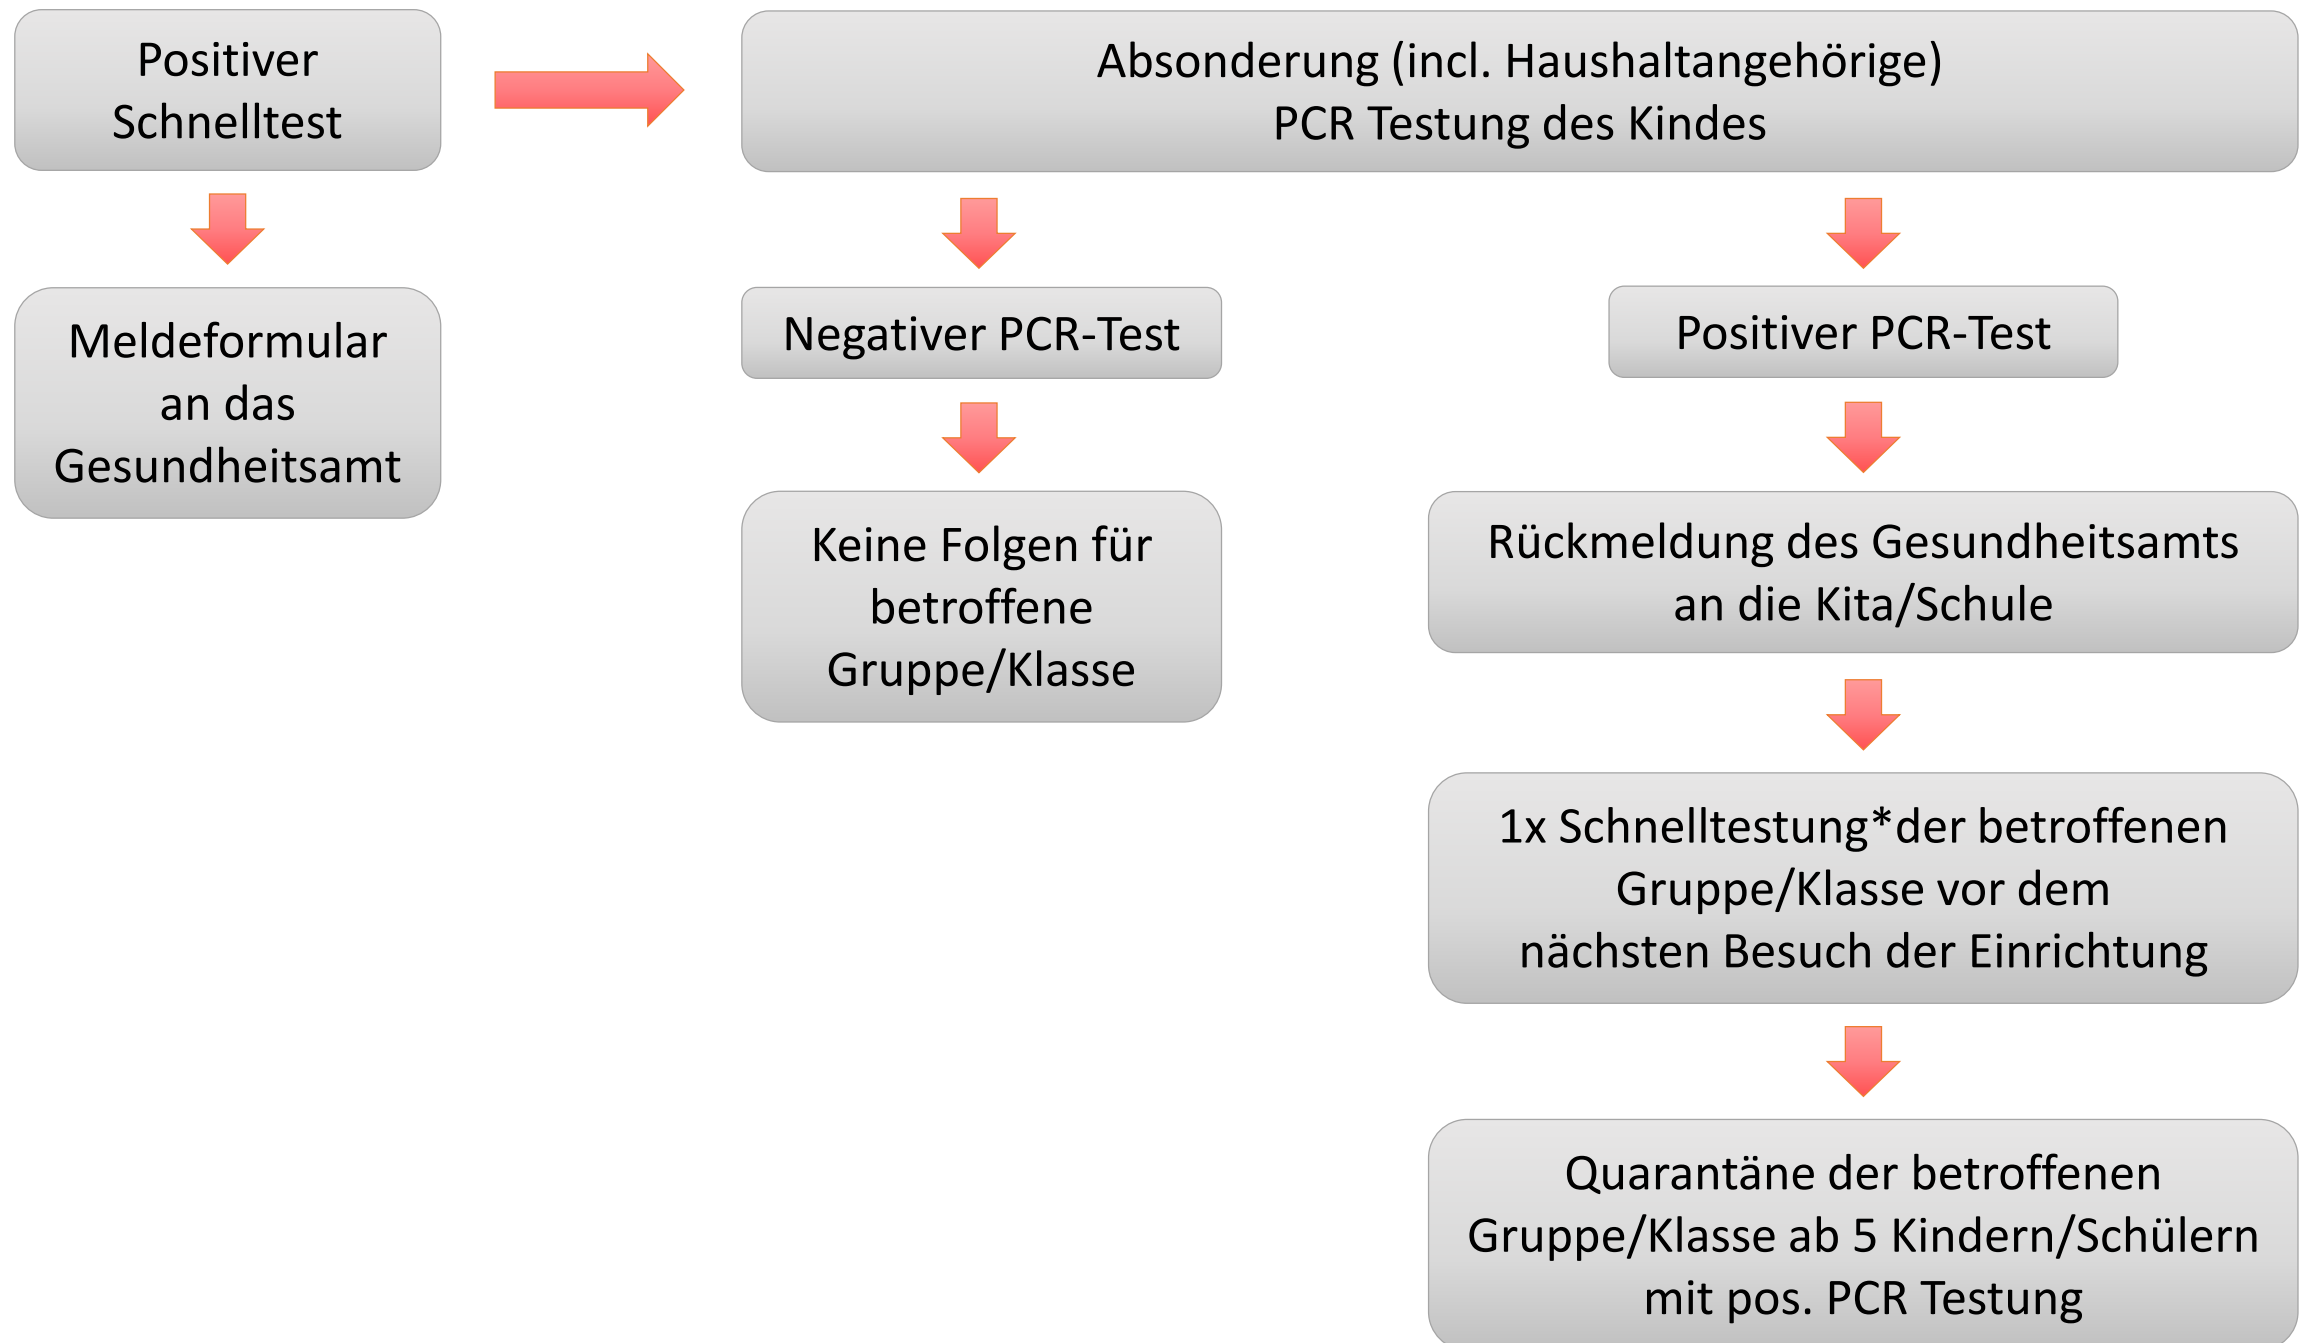 Positiver
Schnelltest
Absonderung (incl. Haushaltangehörige)
PCR Testung des Kindes
Meldeformular
an das
Gesundheitsamt
Negativer PCR-Test
Positiver PCR-Test
Keine Folgen für
betroffene
Gruppe/Klasse
Rückmeldung des Gesundheitsamts
an die Kita/Schule
1x Schnelltestung*der betroffenen
Gruppe/Klasse vor dem
nächsten Besuch der Einrichtung
Quarantäne der betroffenen
Gruppe/Klasse ab 5 Kindern/Schülern
mit pos. PCR Testung